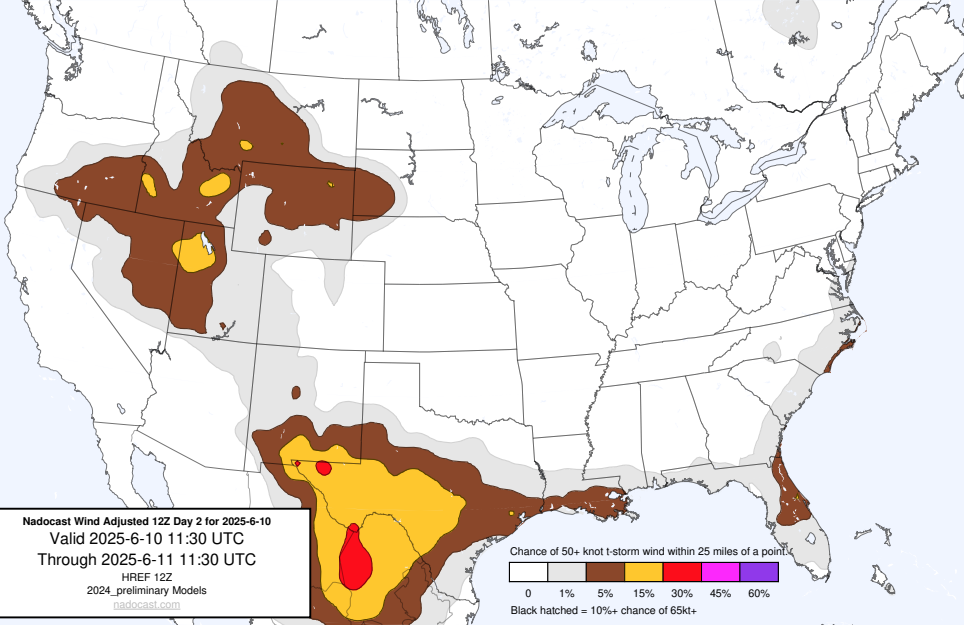 Nadocast Wind Adjusted 12Z Day 2 for 2025-6-10
Valid 2025-6-10 11:30 UTC
Through 2025-6-11 11:30 UTC
HREF 12Z
2024_preliminary Models
nadocast.com
Chance of 50+ knot t-storm wind within 25 miles of a point.
0 1% 5% 15% 30% 45% 60%
Black hatched = 10%+ chance of 65kt+